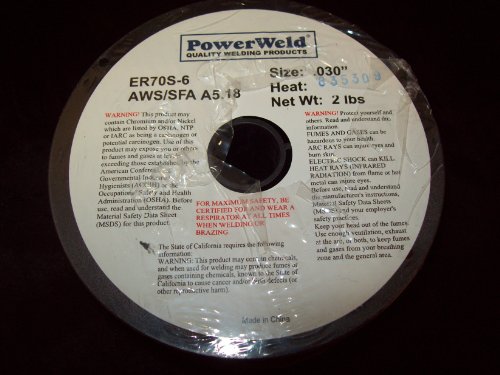 PowerWeld®
QUALITY WELDING PRODUCTS
ER70S-6
AWS/SFA A5.18
Size: .030"
Heat: 835309
Net Wt: 2 lbs
WARNING! This product may
contain Chromium and/or Nickel
which are listed by OSHA, NTP
or IARC as being a carcinogen or
potential carcinogen. Use of this
product may expose you or others
to fumes and gases at levels
exceeding those established by the
American Conference of
Governmental Industrial
Hygienists (ACGIH) or the
Occupational Safety and Health
Administration (OSHA). Before
use, read and understand the
Material Safety Data Sheet
(MSDS) for this product.
FOR MAXIMUM SAFETY, BE
CERTIFIED FOR AND WEAR A
RESPIRATOR AT ALL TIMES
WHEN WELDING OR
BRAZING
WARNING! Protect yourself and
others. Read and understand this
information.
FUMES AND GASES can be
hazardous to your health.
ARC RAYS can injure eyes and
burn skin.
ELECTRIC SHOCK can KILL
HEAT RAYS (INFRARED
RADIATION) from flame or hot
metal can injure eyes.
Before use, read and understand
the manufacturer's instructions,
Material Safety Data Sheets
(MSDS) and your employer's
safety practices.
Keep your head out of the fumes.
Use enough ventilation, exhaust
at the arc, or both, to keep fumes
and gases from your breathing
zone and the general area.
The State of California requires the following
information:
WARNING: This product may contain chemicals,
and when used for welding may produce fumes or
gases containing chemicals, known to the State of
California to cause cancer and/or birth defects (or
other reproductive harm).
Made in China